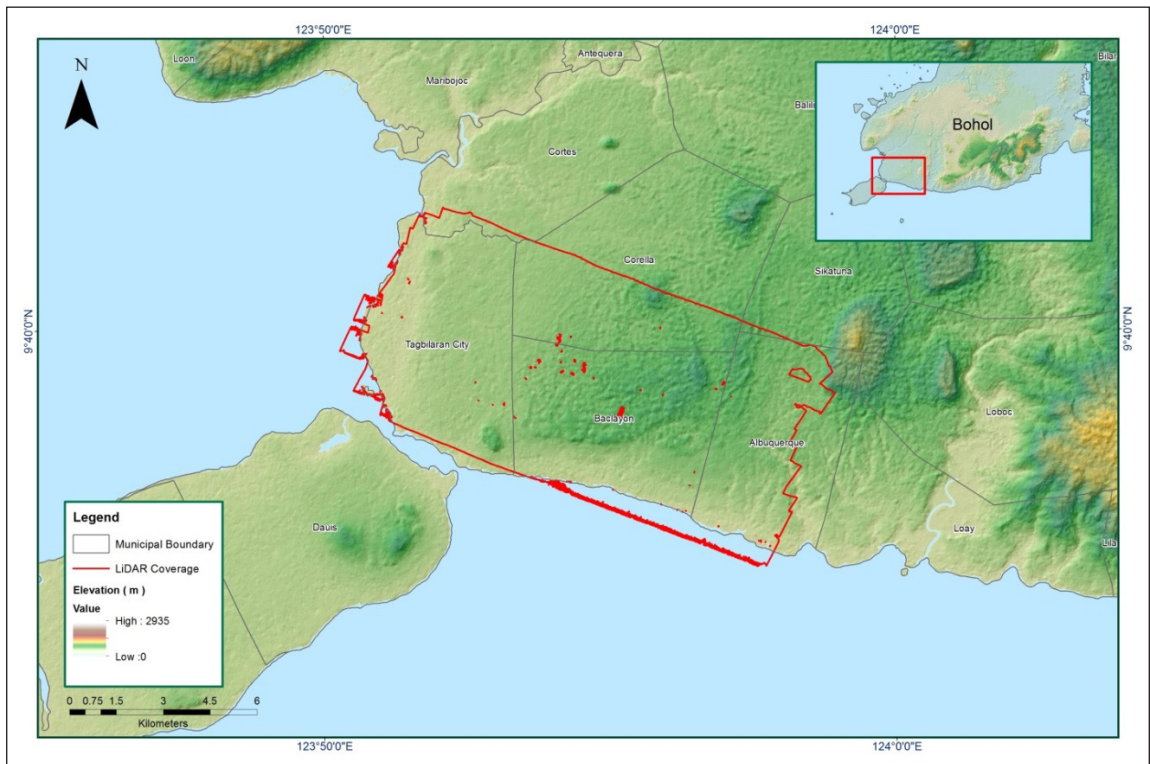 123°50'0"E
124°0'0"E
N
Loon
Antequera
Maribojoc
Bilar
Balili
Bohol
Cortes
Corella
Sikatuna
9°40'0"N
9°40'0"N
Tagbilaran City
Baclayon
Loboc
Albuquerque
Dauis
Loay
Lila
Legend
Municipal Boundary
LiDAR Coverage
Elevation ( m )
Value
High : 2935
Low :0
0 0.75 1.5 3 4.5 6
Kilometers
123°50'0"E
124°0'0"E